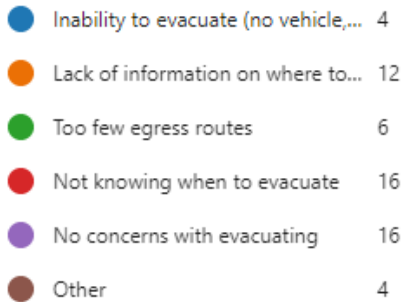 Inability to evacuate (no vehicle,... 4
Lack of information on where to... 12
Too few egress routes 6
Not knowing when to evacuate 16
No concerns with evacuating 16
Other 4